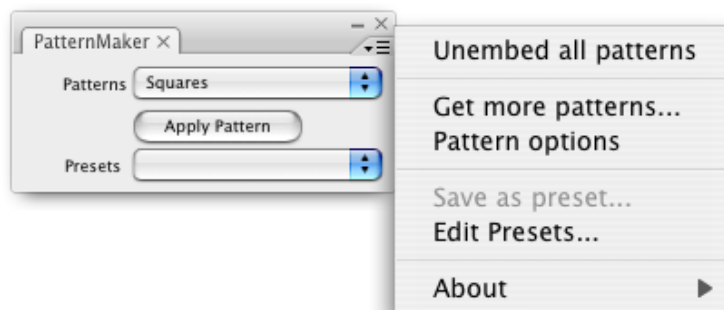 PatternMaker
Patterns Squares
Apply Pattern
Presets
Unembed all patterns
Get more patterns...
Pattern options
Save as preset...
Edit Presets...
About